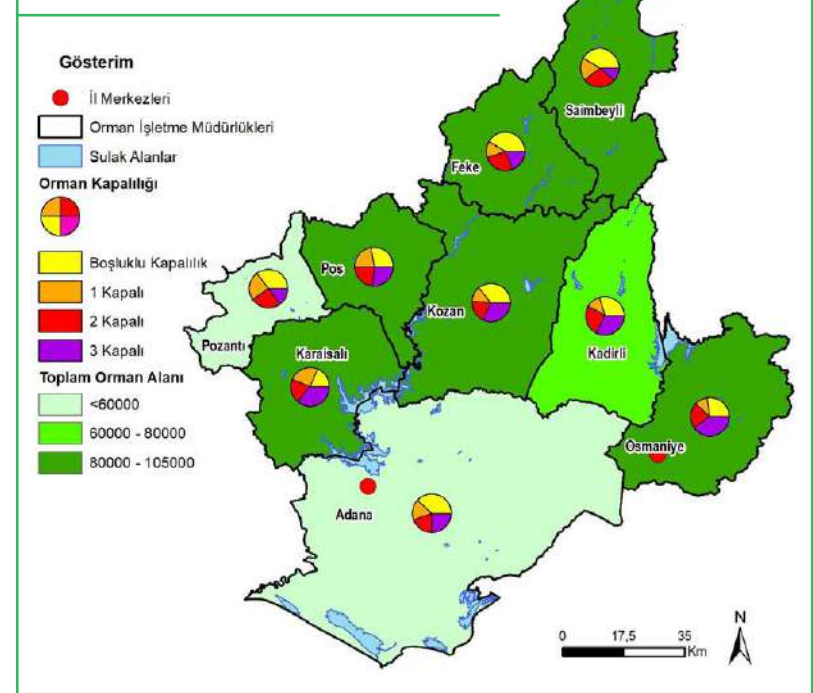 Gösterim
İl Merkezleri
Orman İşletme Müdürlükleri
Sulak Alanlar
Orman Kapalılığı
Boşluklu Kapalılık
1 Kapalı
2 Kapalı
3 Kapalı
Toplam Orman Alanı
<60000
60000 - 80000
80000 - 105000
Saimbeyli
Feke
Pos
Kozan
Pozantı
Karaisalı
Kadirli
Osmaniye
Adana
N
0 17,5 35
Km